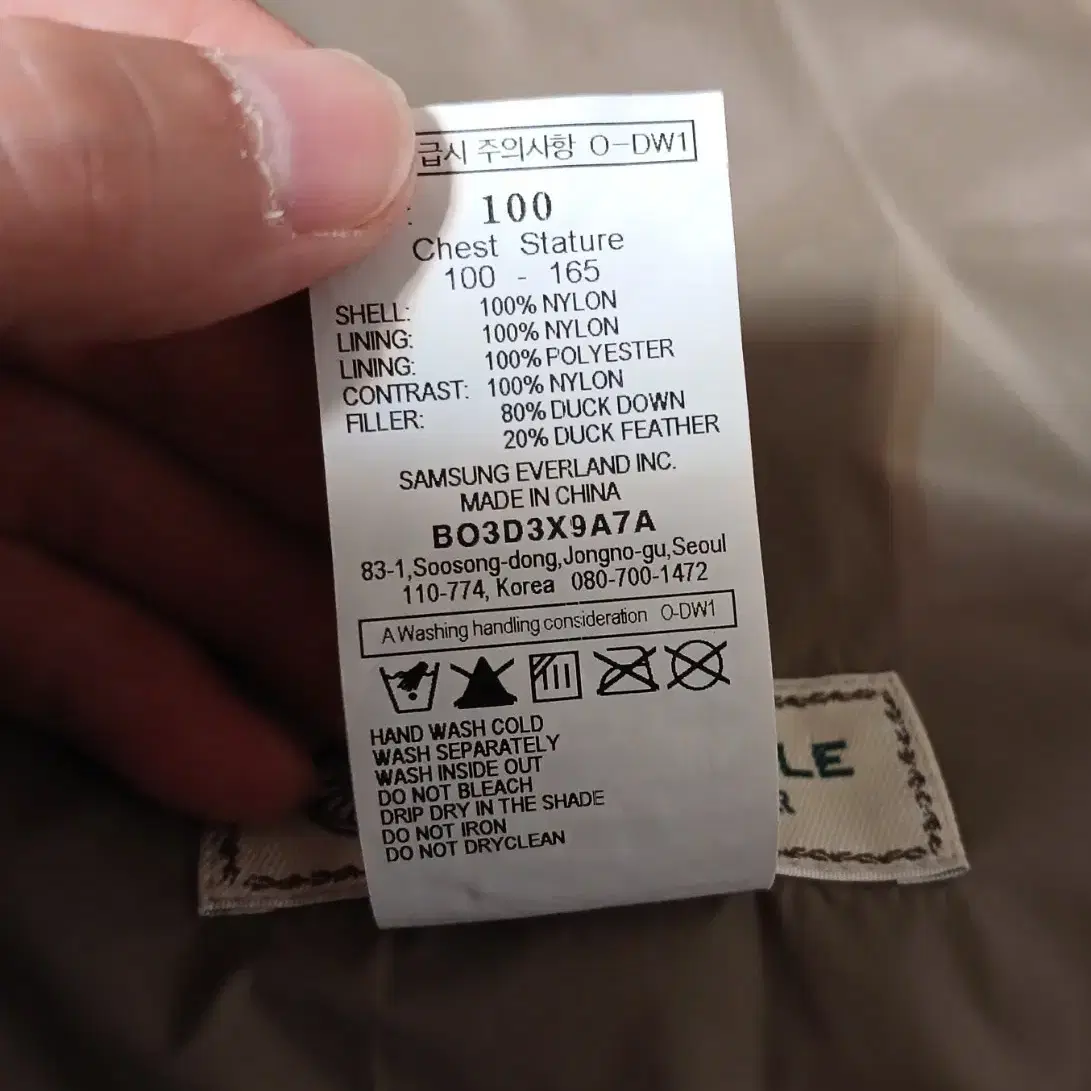 급시 주의사항 O-DW1
: 100
Chest Stature
100 - 165
SHELL: 100% NYLON
LINING: 100% NYLON
LINING: 100% POLYESTER
CONTRAST: 100% NYLON
FILLER: 80% DUCK DOWN
20% DUCK FEATHER
SAMSUNG EVERLAND INC.
MADE IN CHINA
BO3D3X9A7A
83-1,Soosong-dong,Jongno-gu,Seoul
110-774, Korea 080-700-1472
A Washing handling consideration O-DW1
HAND WASH COLD
WASH SEPARATELY
WASH INSIDE OUT
DO NOT BLEACH
DRIP DRY IN THE SHADE
DO NOT IRON
DO NOT DRYCLEAN
LE
R